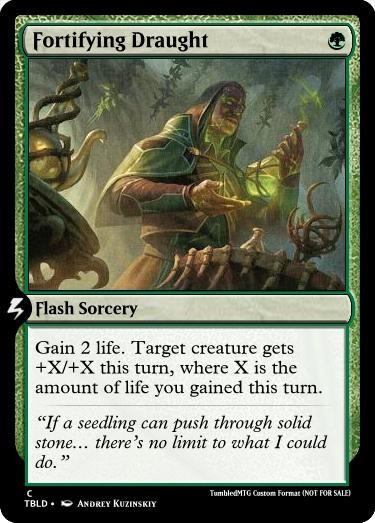 Fortifying Draught
Flash Sorcery
Gain 2 life. Target creature gets
+X/+X this turn, where X is the
amount of life you gained this turn.
“If a seedling can push through solid
stone… there’s no limit to what I could
do.”
C
TBLD • Andrey Kuzinskiy
TumbledMTG Custom Format (NOT FOR SALE)